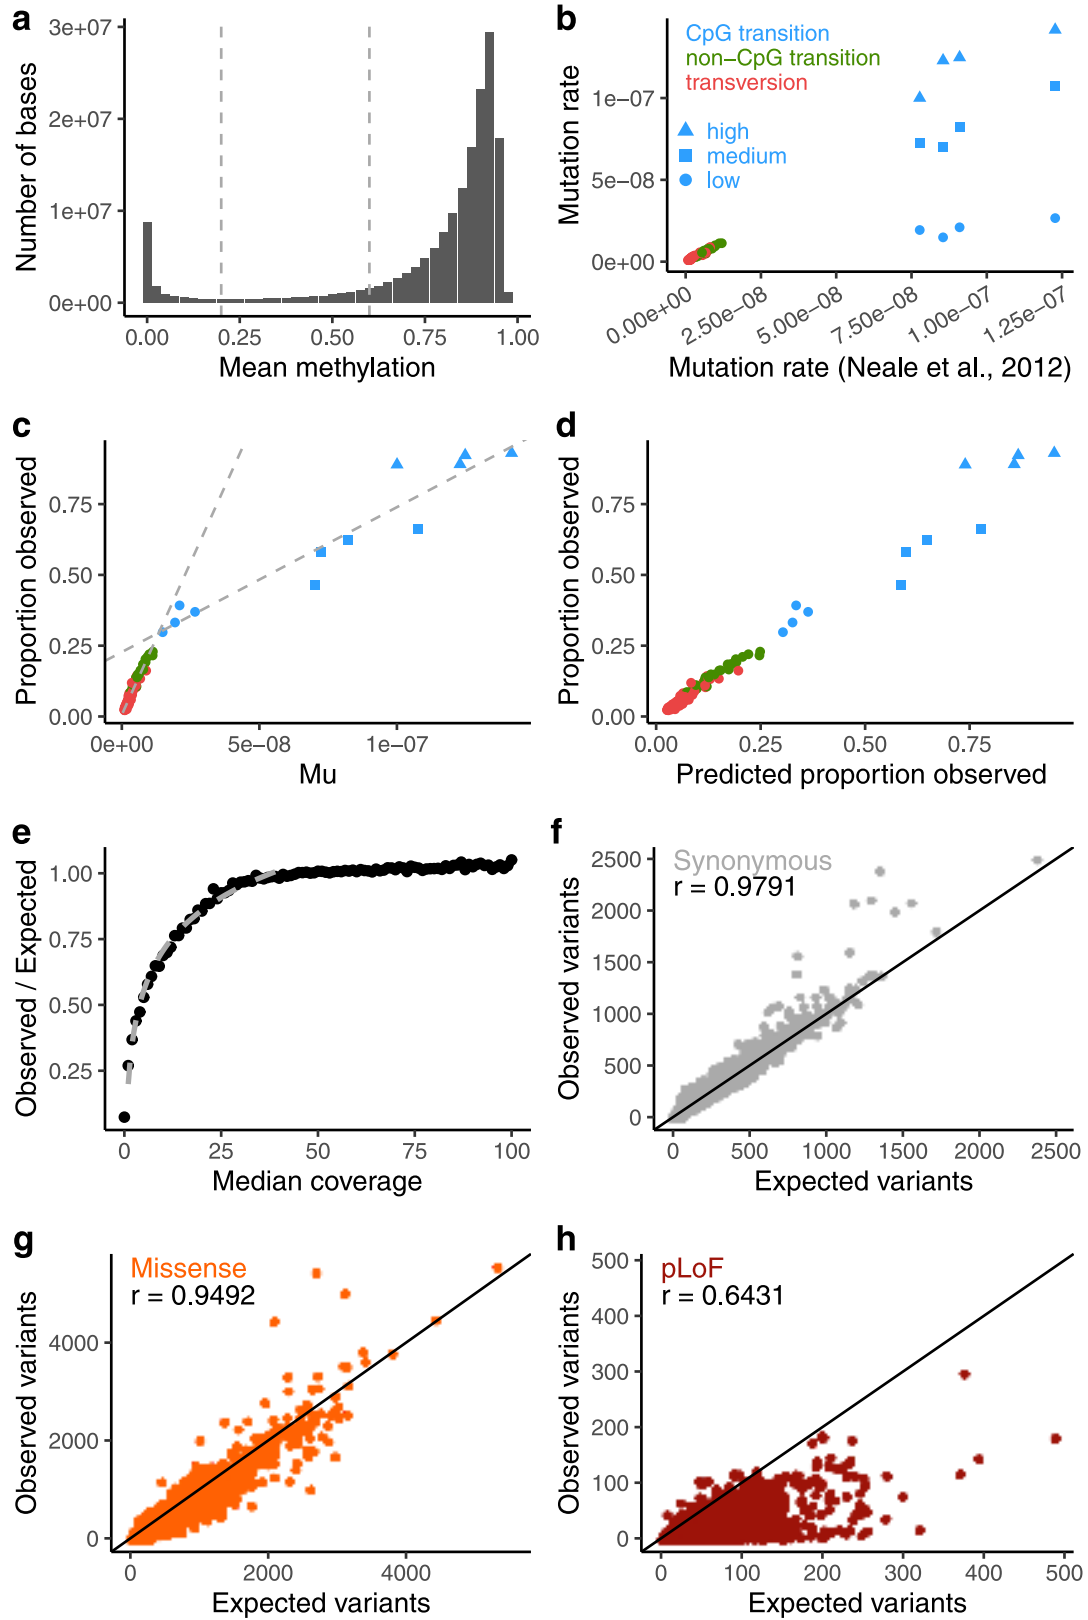 a
3e+07
2e+07
1e+07
0e+00
Number of bases
0.00
0.25
0.50
0.75
1.00
Mean methylation
b
CpG transition
non−CpG transition
transversion
high
medium
low
1e−07
5e−08
0e+00
Mutation rate
0.00e+00
2.50e−08
5.00e−08
7.50e−08
1.00e−07
1.25e−07
Mutation rate (Neale et al., 2012)
c
0.75
0.50
0.25
0.00
Proportion observed
0e+00
5e−08
1e−07
Mu
d
0.75
0.50
0.25
0.00
Proportion observed
0.00
0.25
0.50
0.75
Predicted proportion observed
e
1.00
0.75
0.50
0.25
Observed / Expected
0
25
50
75
100
Median coverage
f
Synonymous
r = 0.9791
2500
2000
1500
1000
500
0
Observed variants
0
500
1000
1500
2000
2500
Expected variants
g
Missense
r = 0.9492
4000
2000
0
Observed variants
0
2000
4000
Expected variants
h
pLoF
r = 0.6431
500
400
300
200
100
0
Observed variants
0
100
200
300
400
500
Expected variants